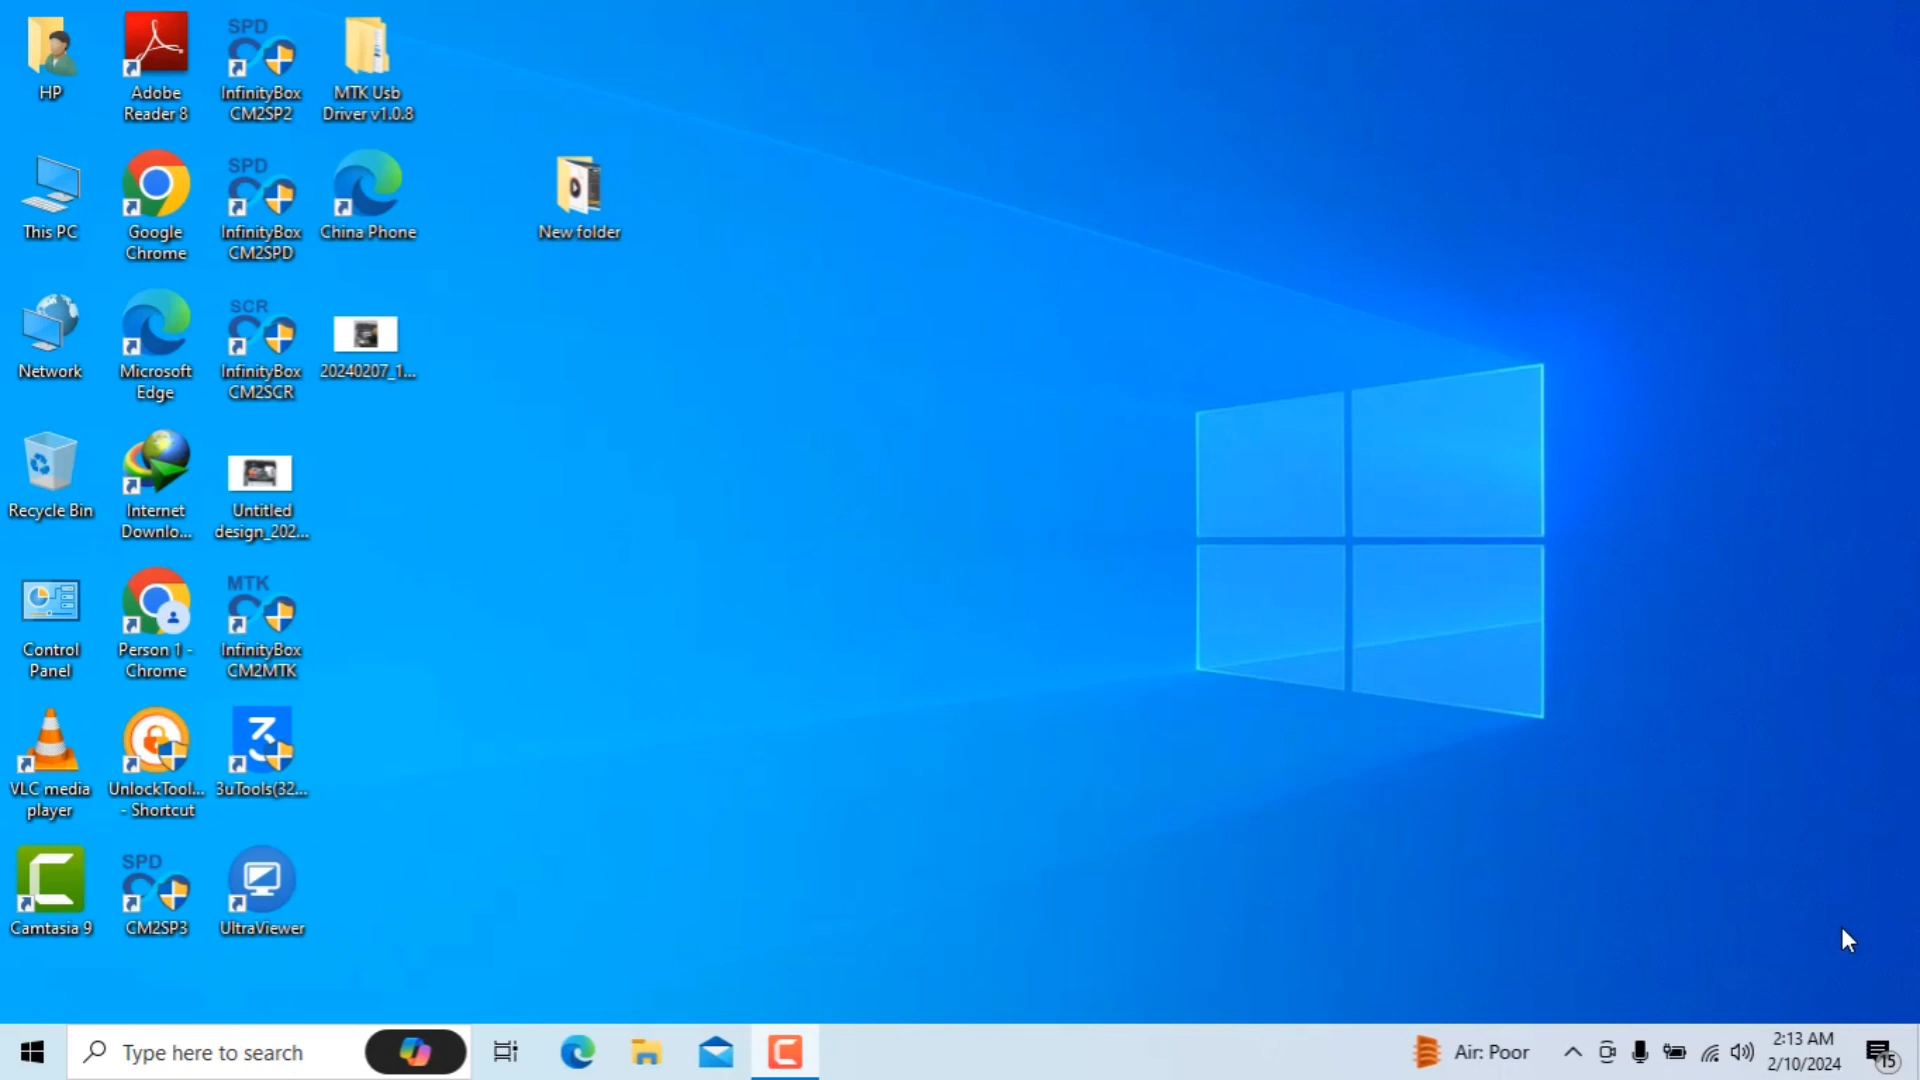 HP
Adobe
Reader 8
SPD
InfinityBox
CM2SP2
MTK Usb
Driver v1.0.8
This PC
Google
Chrome
SPD
InfinityBox
CM2SPD
China Phone
New folder
Network
Microsoft
Edge
SCR
InfinityBox
CM2SCR
20240207_1...
Recycle Bin
Internet
Downlo...
Untitled
design_202...
Control
Panel
Person 1 -
Chrome
MTK
InfinityBox
CM2MTK
VLC media
player
UnlockTool...
- Shortcut
3uTools(32...
Camtasia 9
SPD
CM2SP3
UltraViewer
Type here to search
Air: Poor
2:13 AM
2/10/2024
15